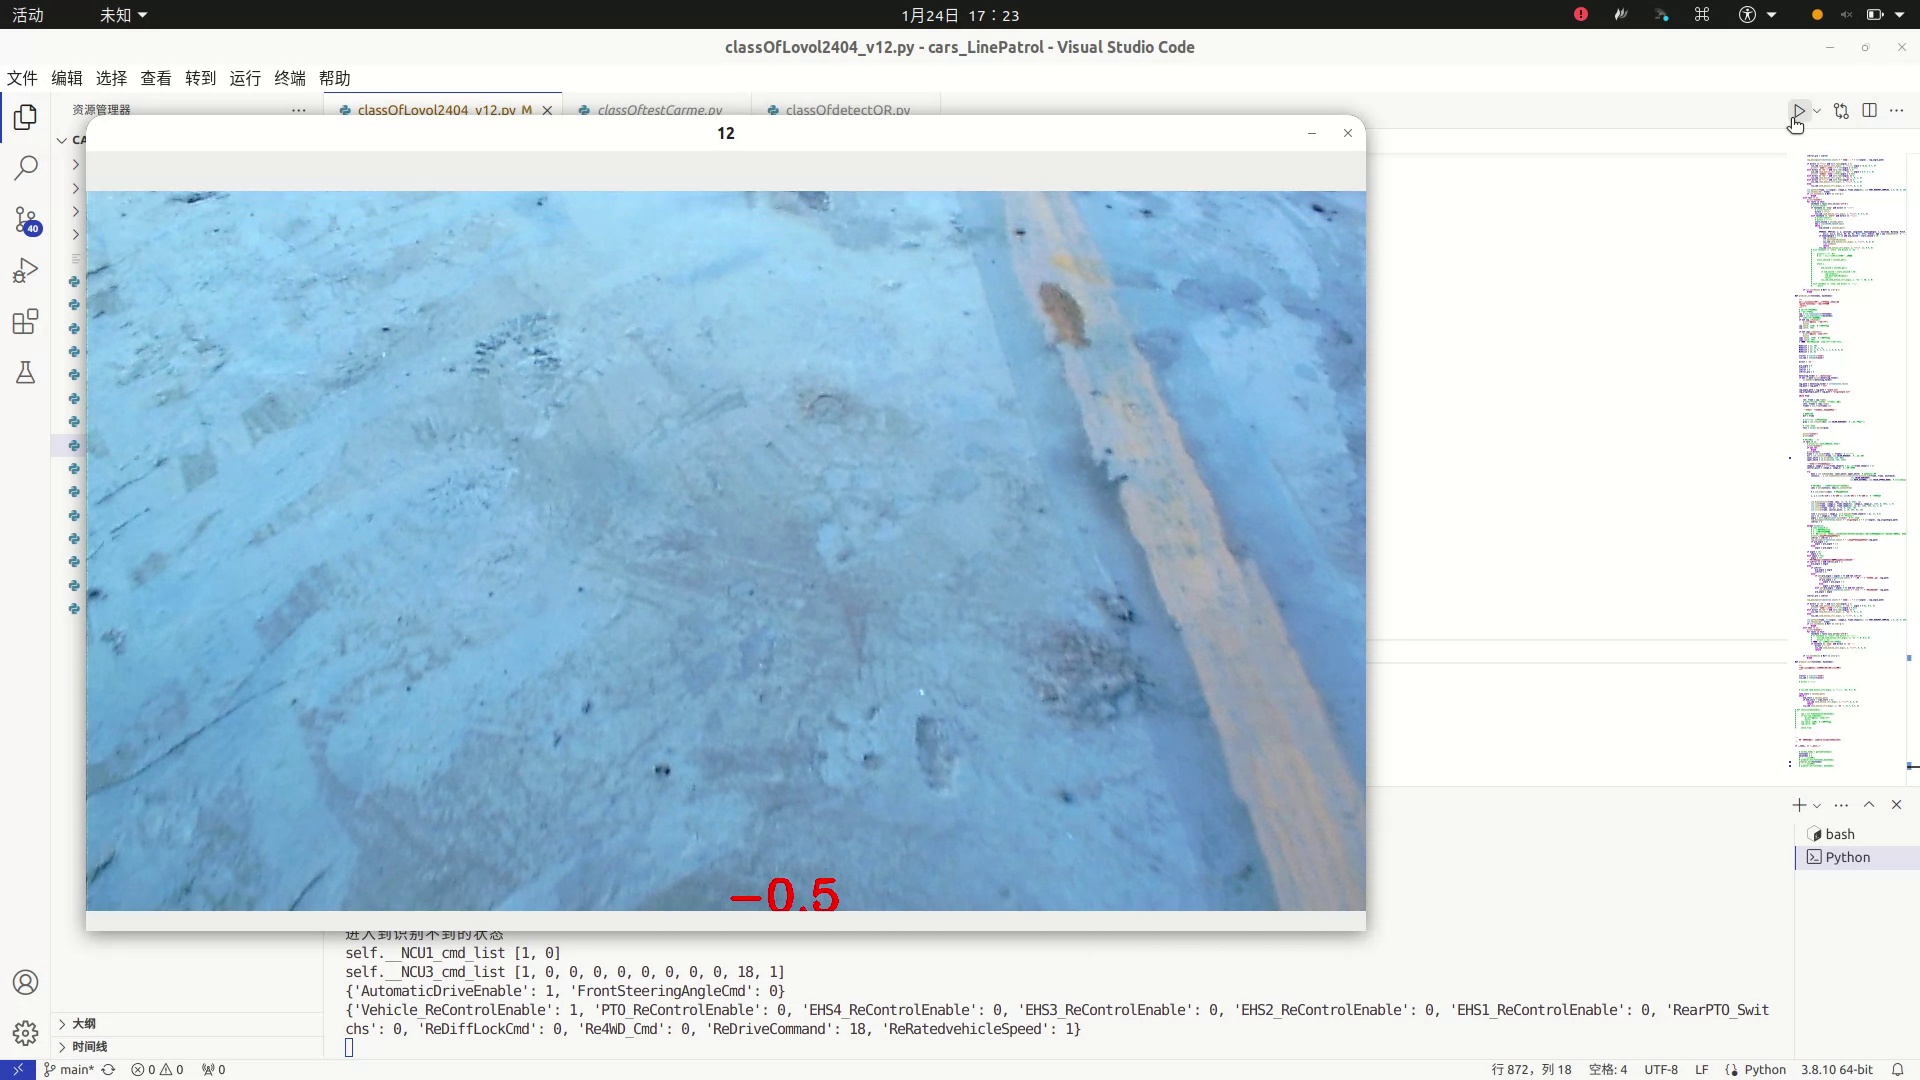 活动
未知
1月24日 17：23
classOfLovol2404_v12.py - cars_LinePatrol - Visual Studio Code
文件 编辑 选择 查看 转到 运行 终端 帮助
资源管理器
classOfLovol2404_v12.py M
classOftestCarme.py
classOfdetectQR.py
CA
12
40
-0.5
bash
Python
进入到识别不到的状态
self.__NCU1_cmd_list [1, 0]
self.__NCU3_cmd_list [1, 0, 0, 0, 0, 0, 0, 0, 0, 18, 1]
{'AutomaticDriveEnable': 1, 'FrontSteeringAngleCmd': 0}
{'Vehicle_ReControlEnable': 1, 'PTO_ReControlEnable': 0, 'EHS4_ReControlEnable': 0, 'EHS3_ReControlEnable': 0, 'EHS2_ReControlEnable': 0, 'EHS1_ReControlEnable': 0, 'RearPTO_Swit
chs': 0, 'ReDiffLockCmd': 0, 'Re4WD_Cmd': 0, 'ReDriveCommand': 18, 'ReRatedvehicleSpeed': 1}
大纲
时间线
main* 0 0 0
行 872，列 18 空格: 4 UTF-8 LF Python 3.8.10 64-bit